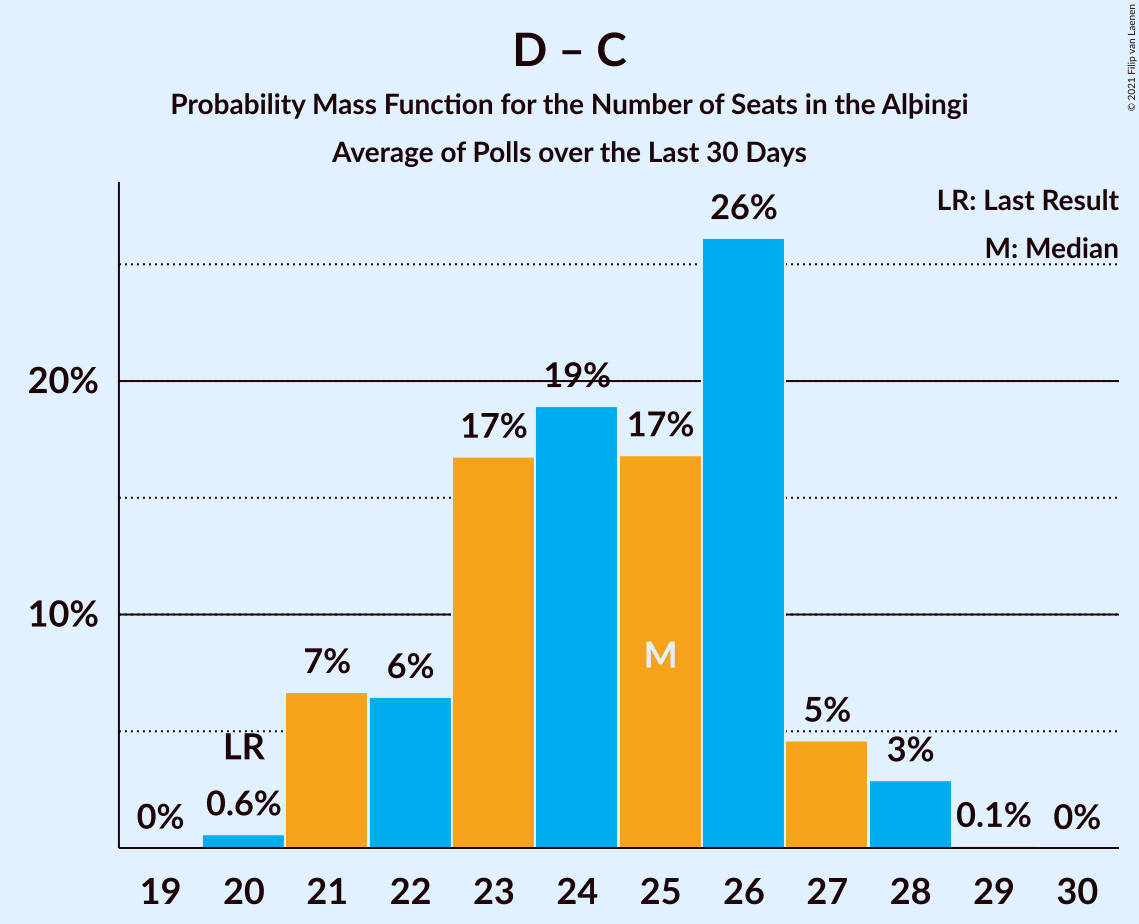 D – C
Probability Mass Function for the Number of Seats in the Alþingi
Average of Polls over the Last 30 Days
© 2021 Filip van Laenen
LR: Last Result
M: Median
20%
10%
0%
LR
0.6%
7%
6%
17%
19%
17%
M
26%
5%
3%
0.1%
0%
19 20 21 22 23 24 25 26 27 28 29 30